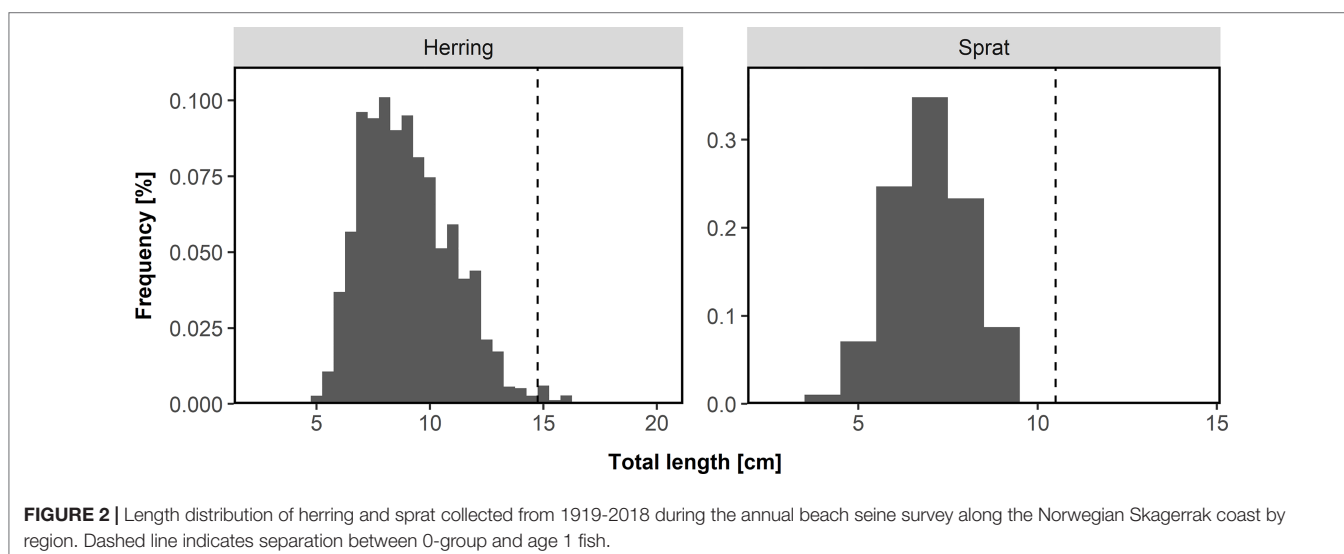 Herring
Sprat
Frequency [%]
0.100
0.075
0.050
0.025
0.000
5
10
15
20
0.3
0.2
0.1
0.0
5
10
15
Total length [cm]
FIGURE 2 | Length distribution of herring and sprat collected from 1919-2018 during the annual beach seine survey along the Norwegian Skagerrak coast by
region. Dashed line indicates separation between 0-group and age 1 fish.